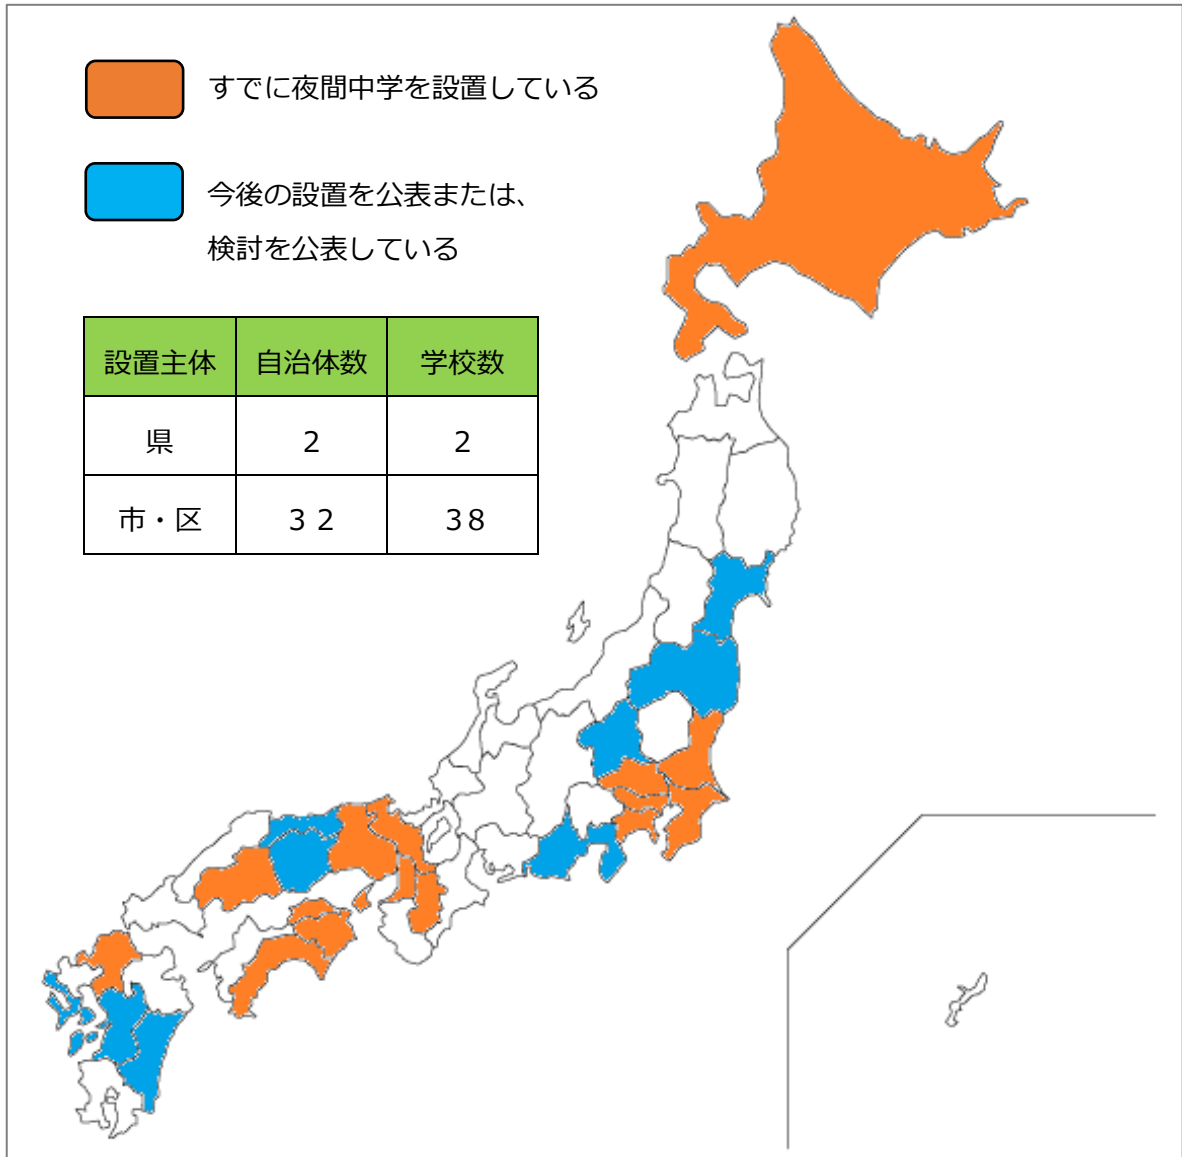 すでに夜間中学を設置している
今後の設置を公表または、
検討を公表している
設置主体 自治体数 学校数
県 2 2
市・区 ３２ 38